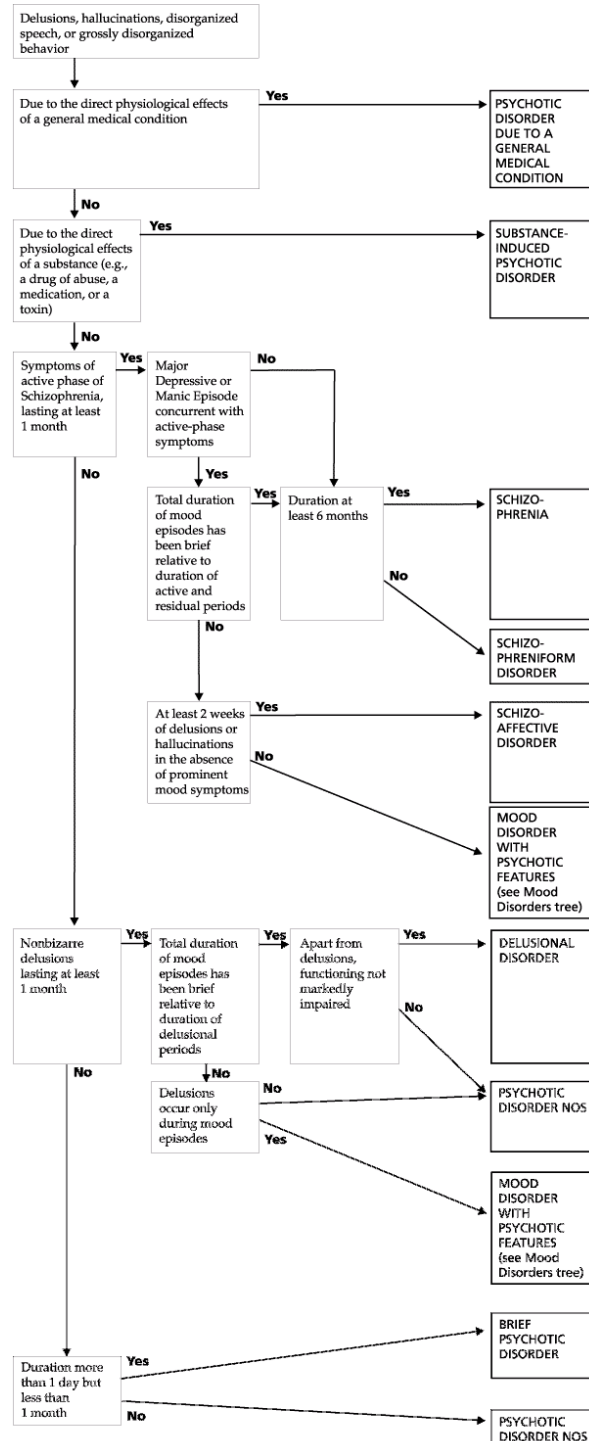 Delusions, hallucinations, disorganized
speech, or grossly disorganized
behavior
Due to the direct physiological effects
of a general medical condition
Yes
PSYCHOTIC
DISORDER
DUE TO A
GENERAL
MEDICAL
CONDITION
No
Due to the direct
physiological effects
of a substance (e.g.,
a drug of abuse, a
medication, or a
toxin)
Yes
SUBSTANCE-
INDUCED
PSYCHOTIC
DISORDER
No
Symptoms of
active phase of
Schizophrenia,
lasting at least
1 month
Yes
Major
Depressive or
Manic Episode
concurrent with
active-phase
symptoms
No
No
Yes
Total duration
of mood
episodes has
been brief
relative to
duration of
active and
residual periods
Yes
Duration at
least 6 months
Yes
SCHIZO-
PHRENIA
No
SCHIZO-
PHRENIFORM
DISORDER
No
At least 2 weeks
of delusions or
hallucinations
in the absence
of prominent
mood symptoms
Yes
SCHIZO-
AFFECTIVE
DISORDER
No
MOOD
DISORDER
WITH
PSYCHOTIC
FEATURES
(see Mood
Disorders tree)
Nonbizarre
delusions
lasting at least
1 month
Yes
Total duration
of mood
episodes has
been brief
relative to
duration of
delusional
periods
Yes
Apart from
delusions,
functioning not
markedly
impaired
Yes
DELUSIONAL
DISORDER
No
No
No
Delusions
occur only
during mood
episodes
No
PSYCHOTIC
DISORDER NOS
Yes
MOOD
DISORDER
WITH
PSYCHOTIC
FEATURES
(see Mood
Disorders tree)
Duration more
than 1 day but
less than
1 month
Yes
BRIEF
PSYCHOTIC
DISORDER
No
PSYCHOTIC
DISORDER NOS